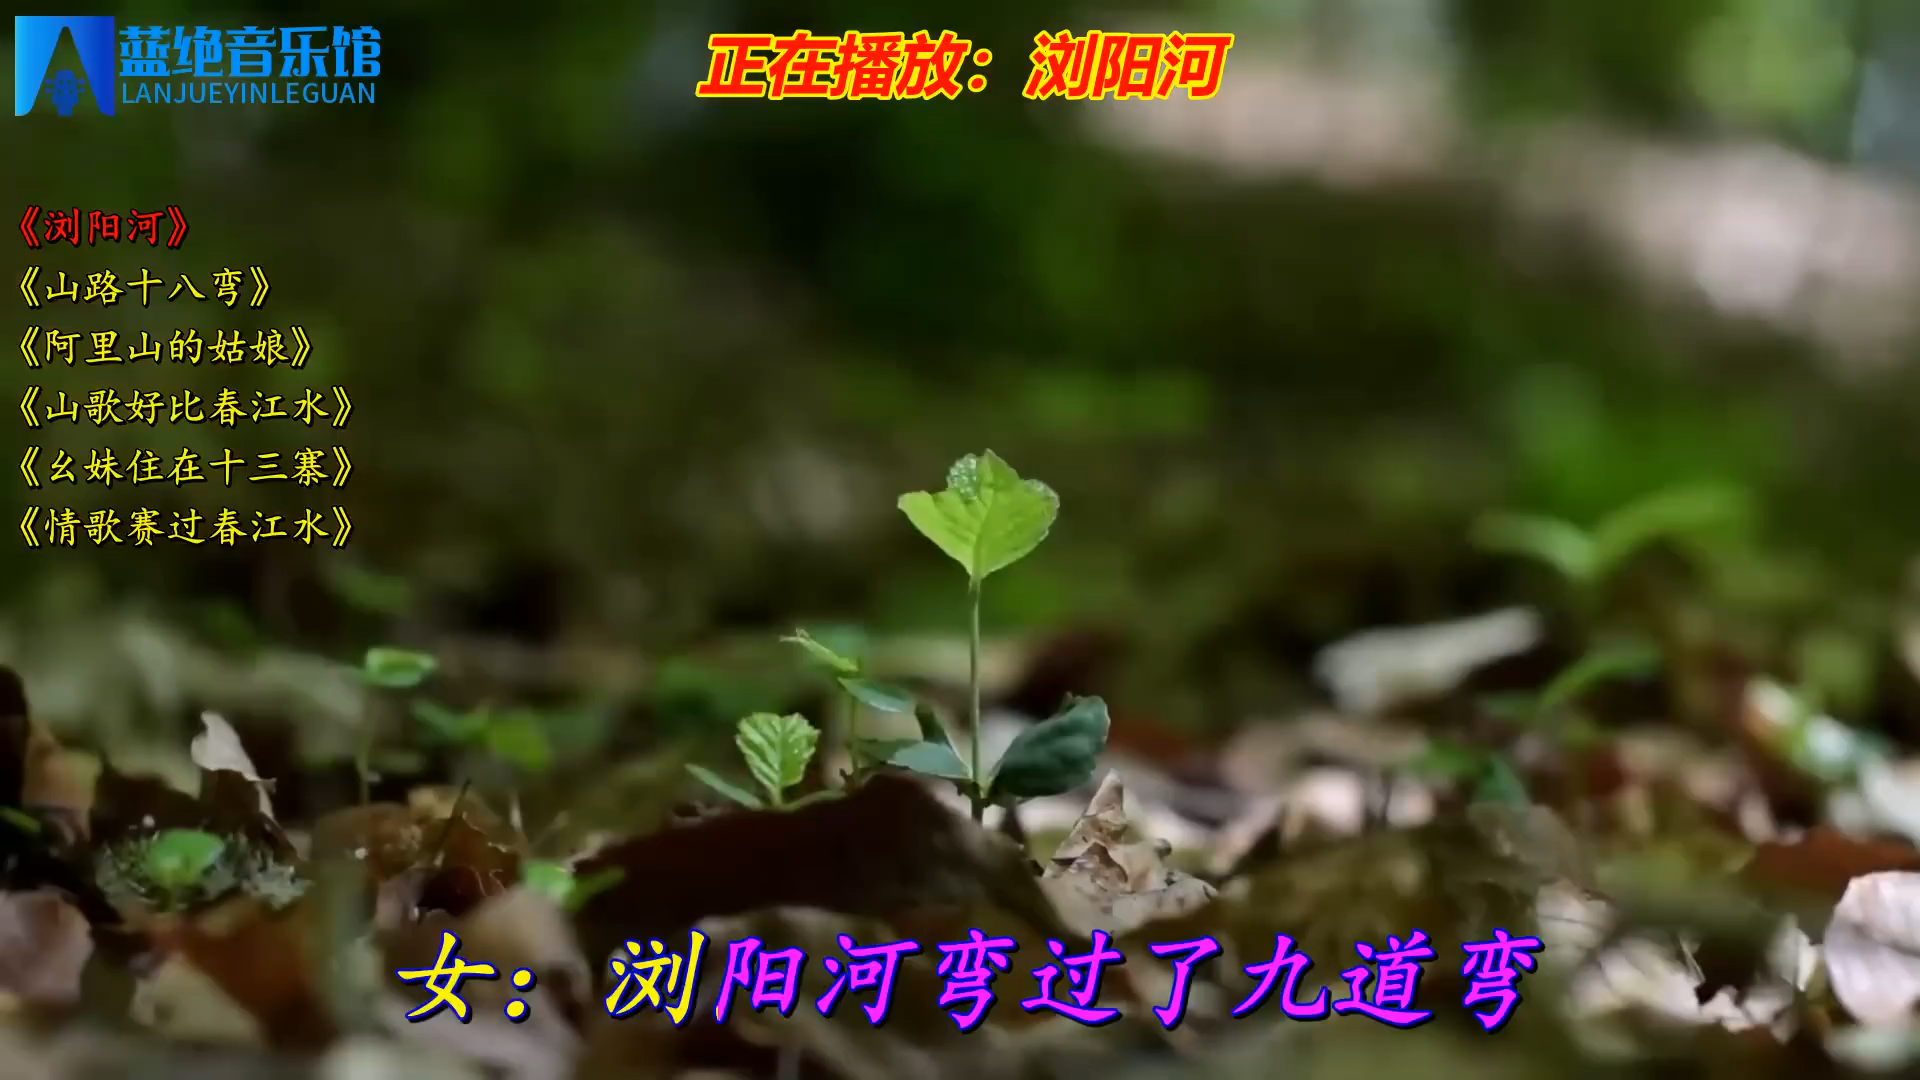 蓝绝音乐馆
LANJUEYINLEGUAN
正在播放：浏阳河
《浏阳河》
《山路十八弯》
《阿里山的姑娘》
《山歌好比春江水》
《幺妹住在十三寨》
《情歌赛过春江水》
女：浏阳河弯过了九道弯